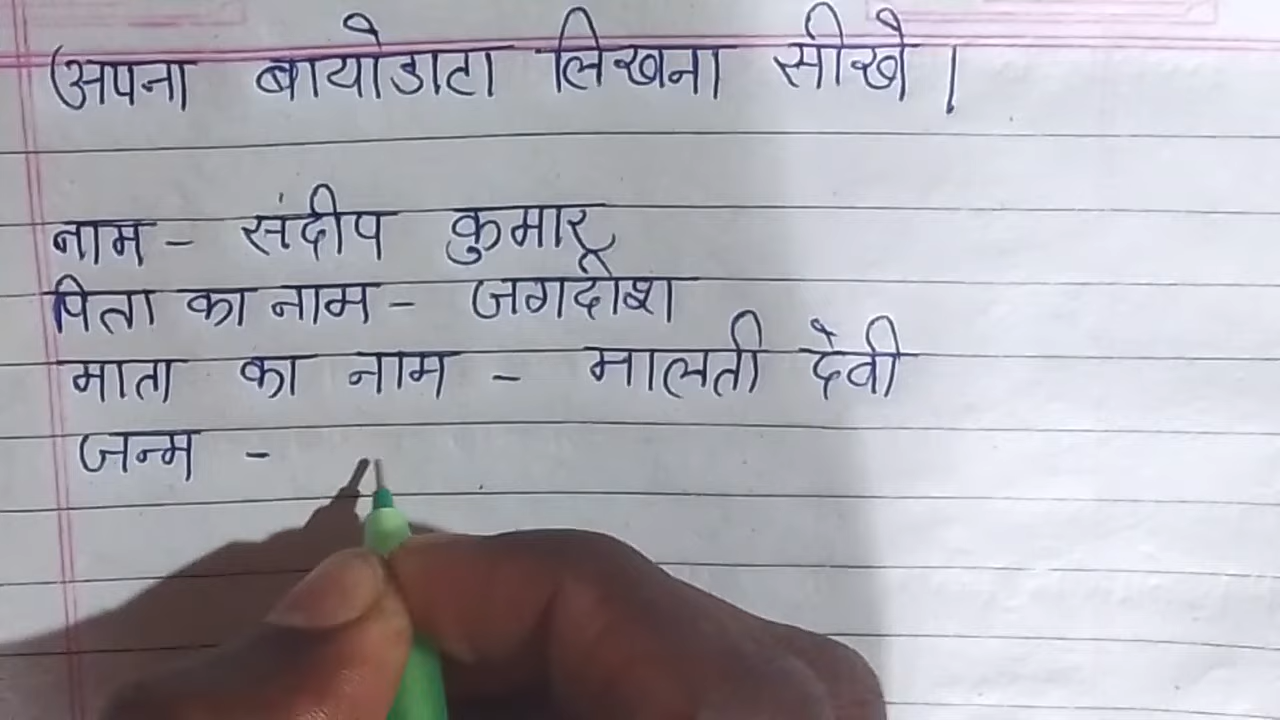 अपना बायोडाटा लिखना सीखे।
नाम - संदीप कुमार
पिता का नाम - जगदीश
माता का नाम - मालती देवी
जन्म -